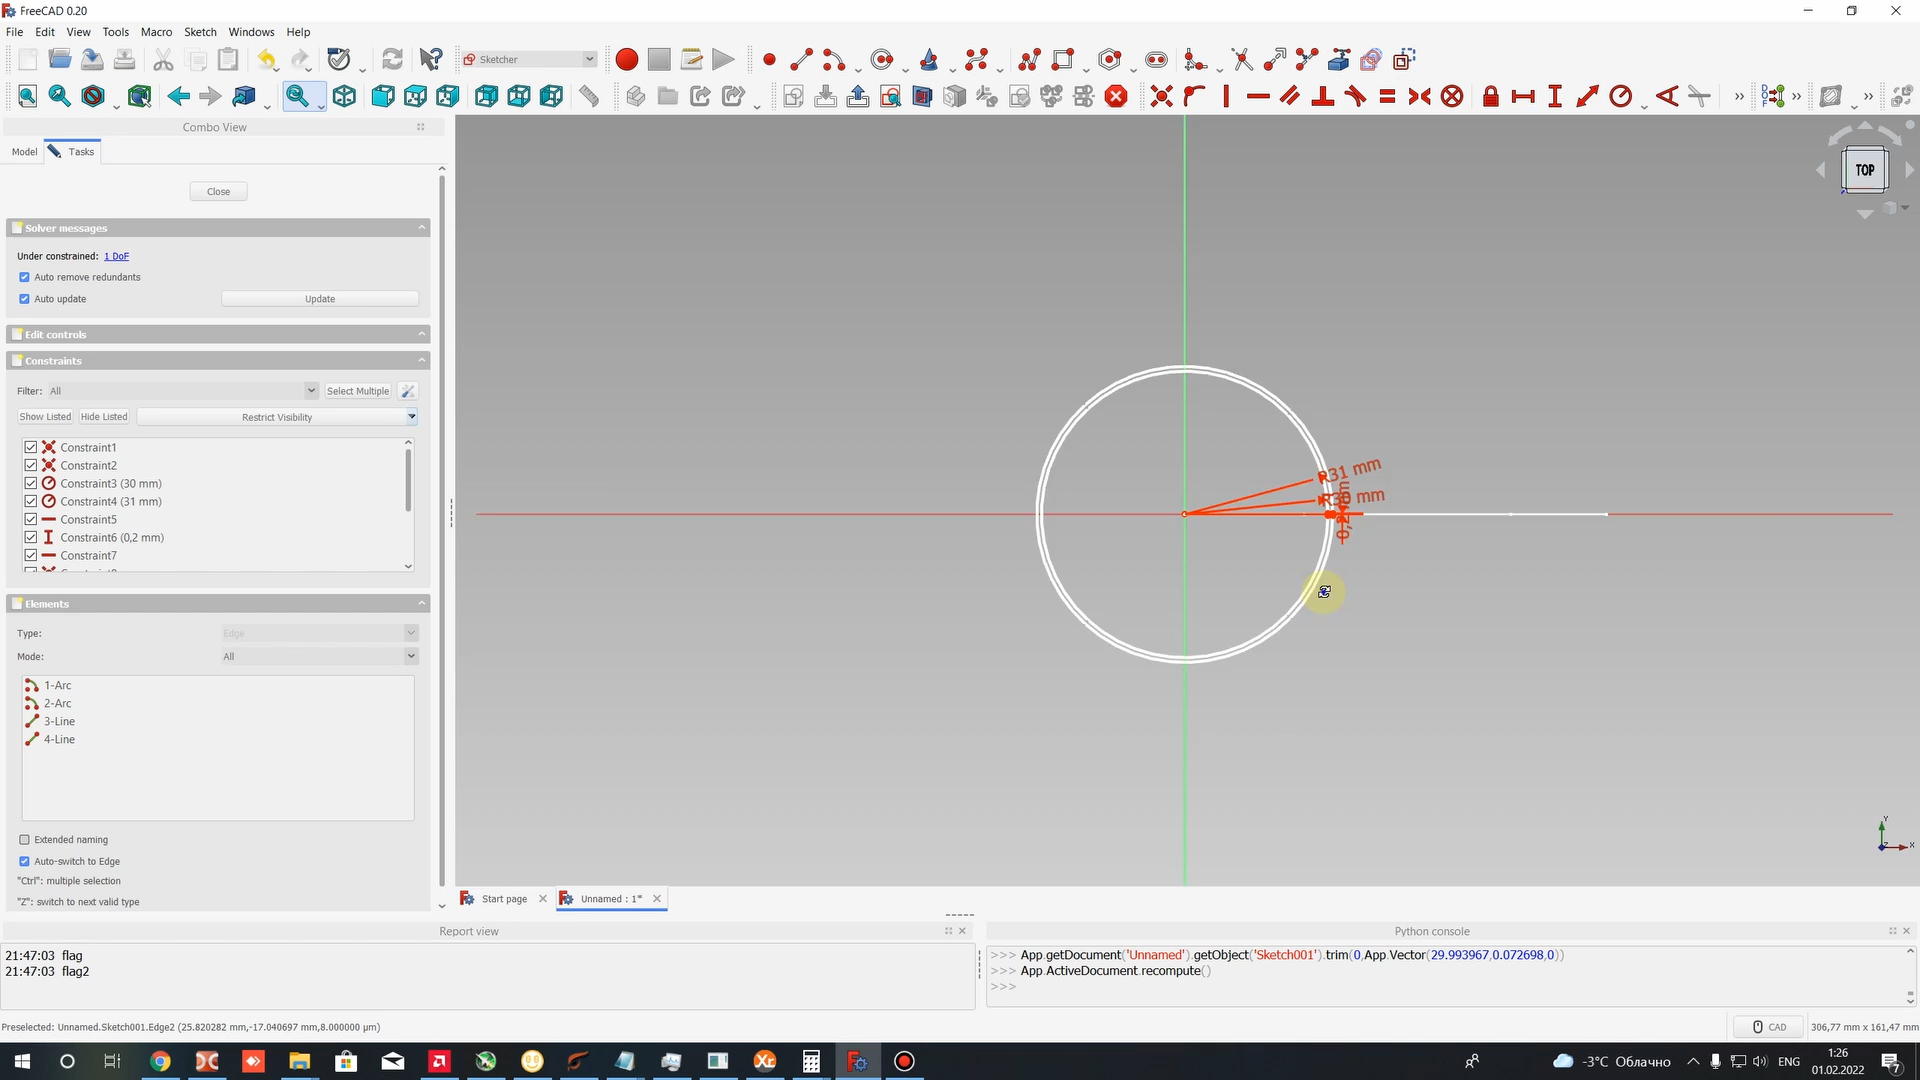 FreeCAD 0.20
File Edit View Tools Macro Sketch Windows Help
Sketcher
Combo View
Model Tasks
Close
Solver messages
Under constrained: 1 DoF
Auto remove redundants
Auto update
Update
Edit controls
Constraints
Filter: All
Select Multiple
Show Listed Hide Listed Restrict Visibility
Constraint1
Constraint2
Constraint3 (30 mm)
Constraint4 (31 mm)
Constraint5
Constraint6 (0,2 mm)
Constraint7
Elements
Type: Edge
Mode: All
1-Arc
2-Arc
3-Line
4-Line
Extended naming
Auto-switch to Edge
"Ctrl": multiple selection
"Z": switch to next valid type
TOP
R31 mm
Y
X
Start page
Unnamed : 1*
Report view
21:47:03 flag
21:47:03 flag2
Python console
>>> App.getDocument('Unnamed').getObject('Sketch001').trim(0,App.Vector(29.993967,0.072698,0))
>>> App.ActiveDocument.recompute()
>>>
Preselected: Unnamed.Sketch001.Edge2 (25.820282 mm,-17.040697 mm,8.000000 µm)
CAD
306,77 mm x 161,47 mm
-3°C Облачно
ENG
1:26
01.02.2022
7